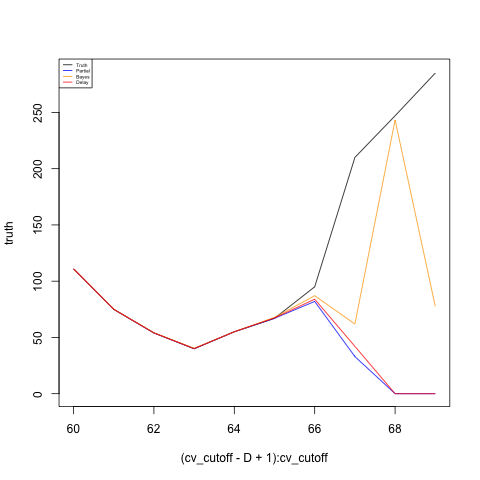 Truth
Partial
Bayes
Delay
250
200
150
100
50
0
truth
60 62 64 66 68
(cv_cutoff - D + 1):cv_cutoff